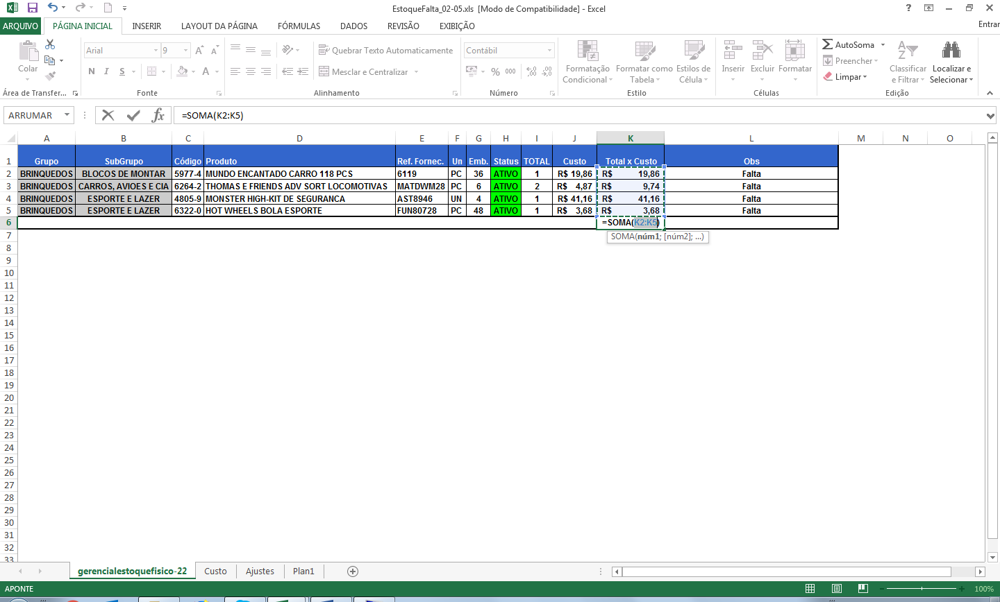 EstoqueFalta_02-05.xls [Modo de Compatibilidade] - Excel
ARQUIVO PÁGINA INICIAL INSERIR LAYOUT DA PÁGINA FÓRMULAS DADOS REVISÃO EXIBIÇÃO Entrar
Colar
Área de Transfer...
Arial 9
N I S A
Fonte
Quebrar Texto Automaticamente
Mesclar e Centralizar
Alinhamento
Contábil
% 000
Número
Formatação Condicional
Formatar como Tabela
Estilos de Célula
Estilo
Inserir Excluir Formatar
Células
AutoSoma
Preencher
Limpar
Classificar e Filtrar
Localizar e Selecionar
Edição
ARRUMAR =SOMA(K2:K5)
A B C D E F G H I J K L M N O
1 Grupo SubGrupo Código Produto Ref. Fornec. Un Emb. Status TOTAL Custo Total x Custo Obs
2 BRINQUEDOS BLOCOS DE MONTAR 5977-4 MUNDO ENCANTADO CARRO 118 PCS 6119 PC 36 ATIVO 1 R$ 19,86 R$ 19,86 Falta
3 BRINQUEDOS CARROS, AVIOES E CIA 6264-2 THOMAS E FRIENDS ADV SORT LOCOMOTIVAS MATDWM28 PC 6 ATIVO 2 R$ 4,87 R$ 9,74 Falta
4 BRINQUEDOS ESPORTE E LAZER 4805-9 MONSTER HIGH-KIT DE SEGURANCA AST8946 UN 4 ATIVO 1 R$ 41,16 R$ 41,16 Falta
5 BRINQUEDOS ESPORTE E LAZER 6322-0 HOT WHEELS BOLA ESPORTE FUN80728 PC 48 ATIVO 1 R$ 3,68 R$ 3,68 Falta
6 =SOMA(K2:K5)
SOMA(núm1; [núm2]; ...)
7
8
9
10
11
12
13
14
15
16
17
18
19
20
21
22
23
24
25
26
27
28
29
30
31
32
33
gerencialestoquefisico-22 Custo Ajustes Plan1
APONTE 100%